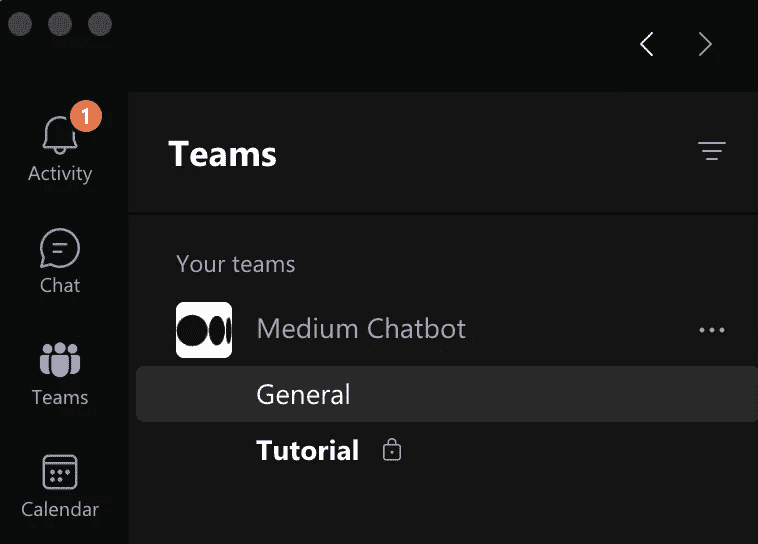 1
Activity
Teams
Chat
Your teams
Medium Chatbot
General
Teams
Tutorial
Calendar